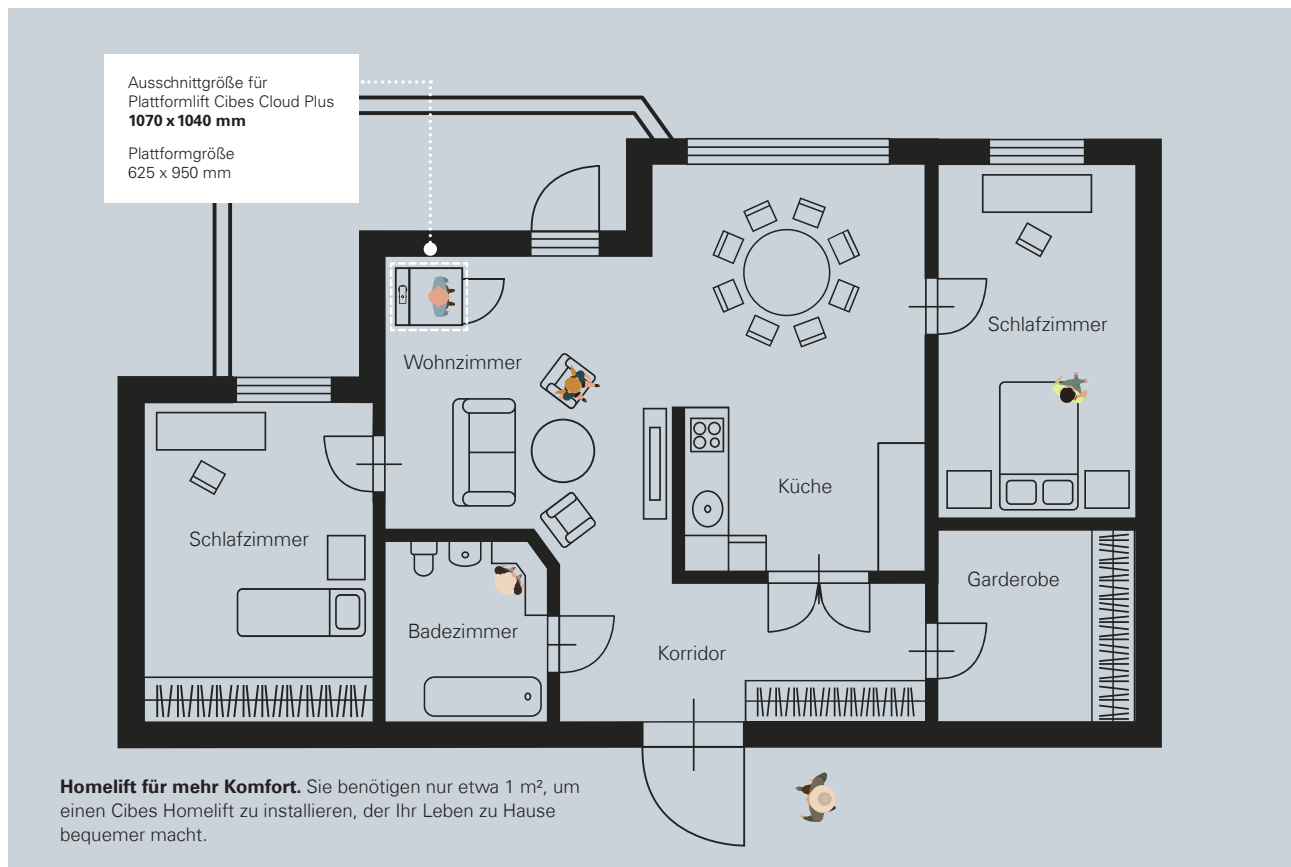 Ausschnittgröße für
Plattformlift Cibes Cloud Plus
1070 x 1040 mm
Plattformgröße
625 x 950 mm
Wohnzimmer
Schlafzimmer
Küche
Schlafzimmer
Garderobe
Badezimmer
Korridor
Homelift für mehr Komfort. Sie benötigen nur etwa 1 m², um
einen Cibes Homelift zu installieren, der Ihr Leben zu Hause
bequemer macht.